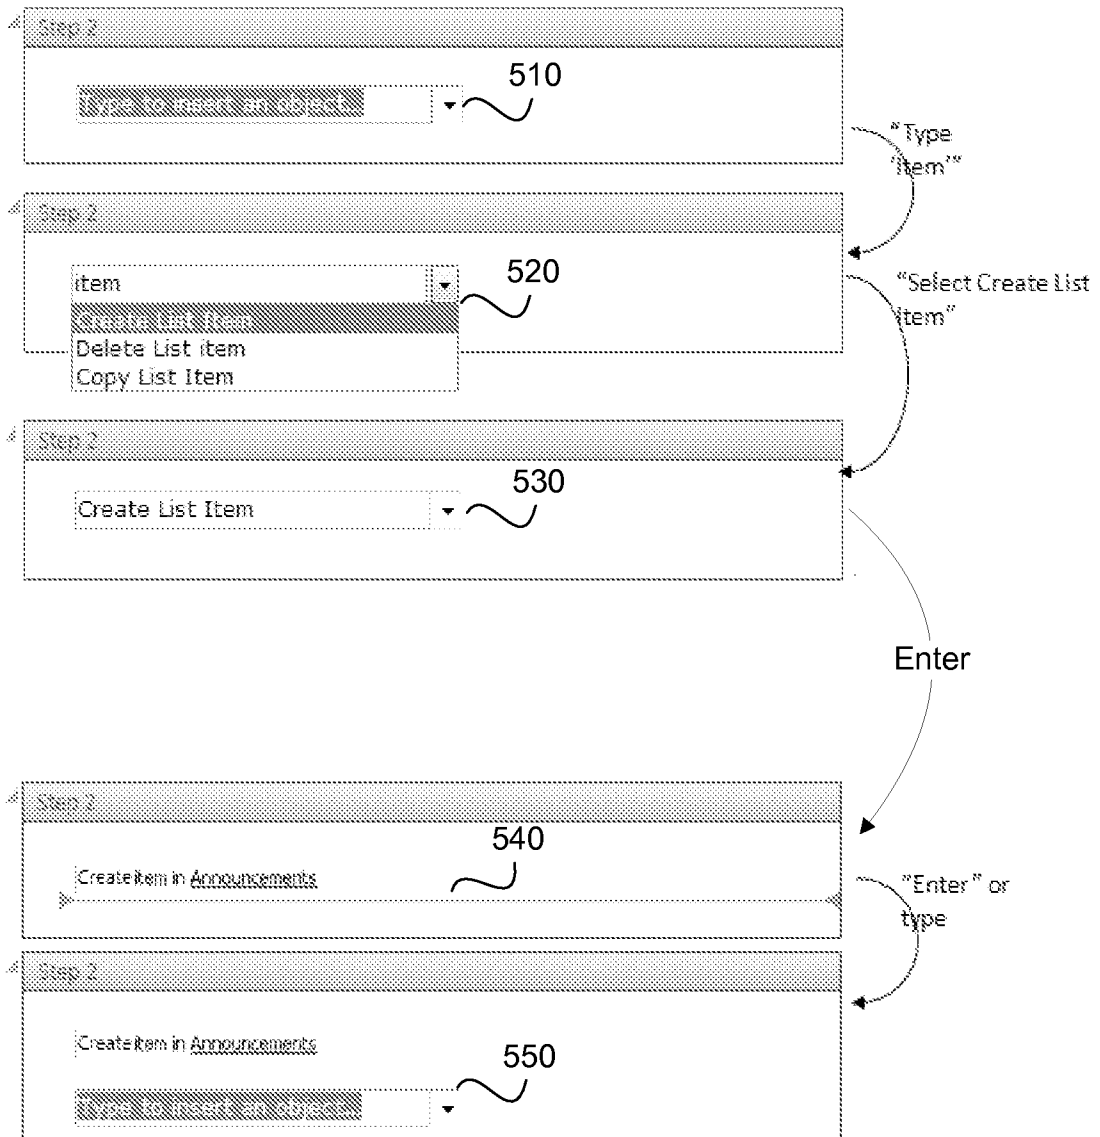 Step 2
510
Type to insert an object...
"Type
'item'"
Step 2
520
item
"Select Create List
item"
Create List Item
Delete List item
Copy List Item
Step 2
530
Create List Item
Enter
Step 2
540
Create item in Announcements
"Enter" or
type
Step 2
Create item in Announcements
550
Type to insert an object...